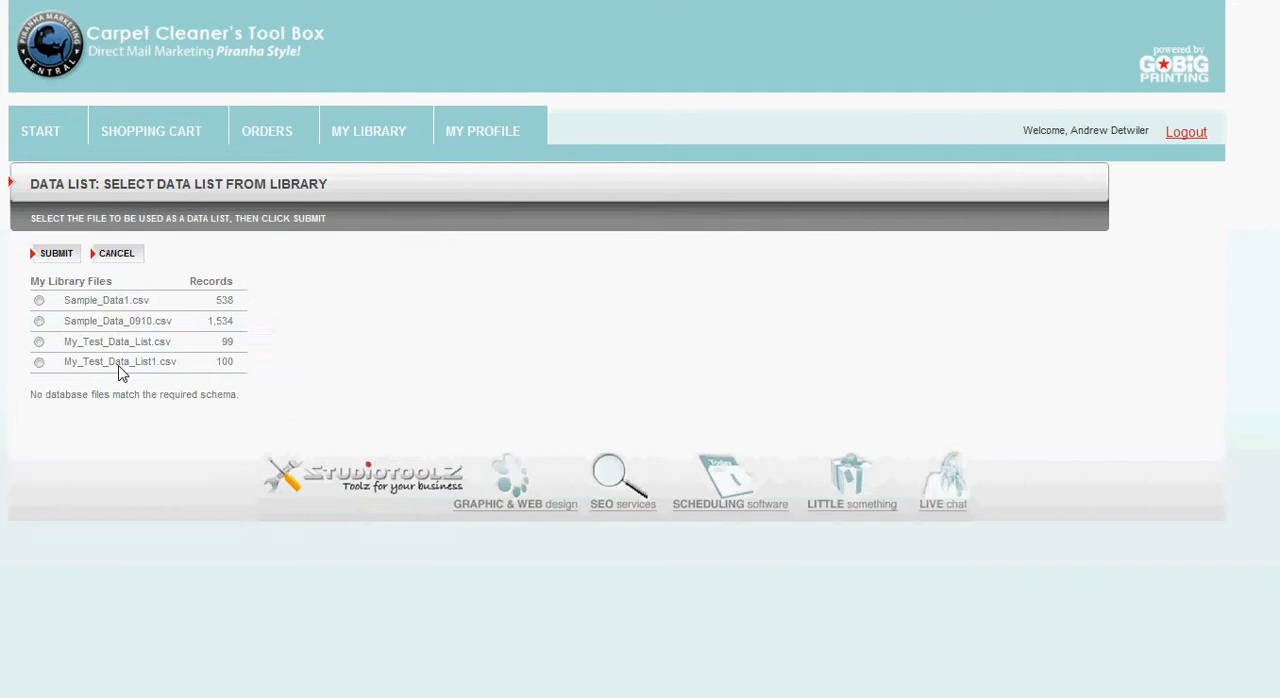 PIRANHA MARKETING
CENTRAL
Carpet Cleaner's Tool Box
Direct Mail Marketing Piranha Style!
powered by
GOBIG
PRINTING
START SHOPPING CART ORDERS MY LIBRARY MY PROFILE
Welcome, Andrew Detwiler Logout
DATA LIST: SELECT DATA LIST FROM LIBRARY
SELECT THE FILE TO BE USED AS A DATA LIST, THEN CLICK SUBMIT
SUBMIT CANCEL
My Library Files Records
Sample_Data1.csv 538
Sample_Data_0910.csv 1,534
My_Test_Data_List.csv 99
My_Test_Data_List1.csv 100
No database files match the required schema.
STUDIOTOOLZ
Toolz for your business
GRAPHIC & WEB design SEO services SCHEDULING software LITTLE something LIVE chat